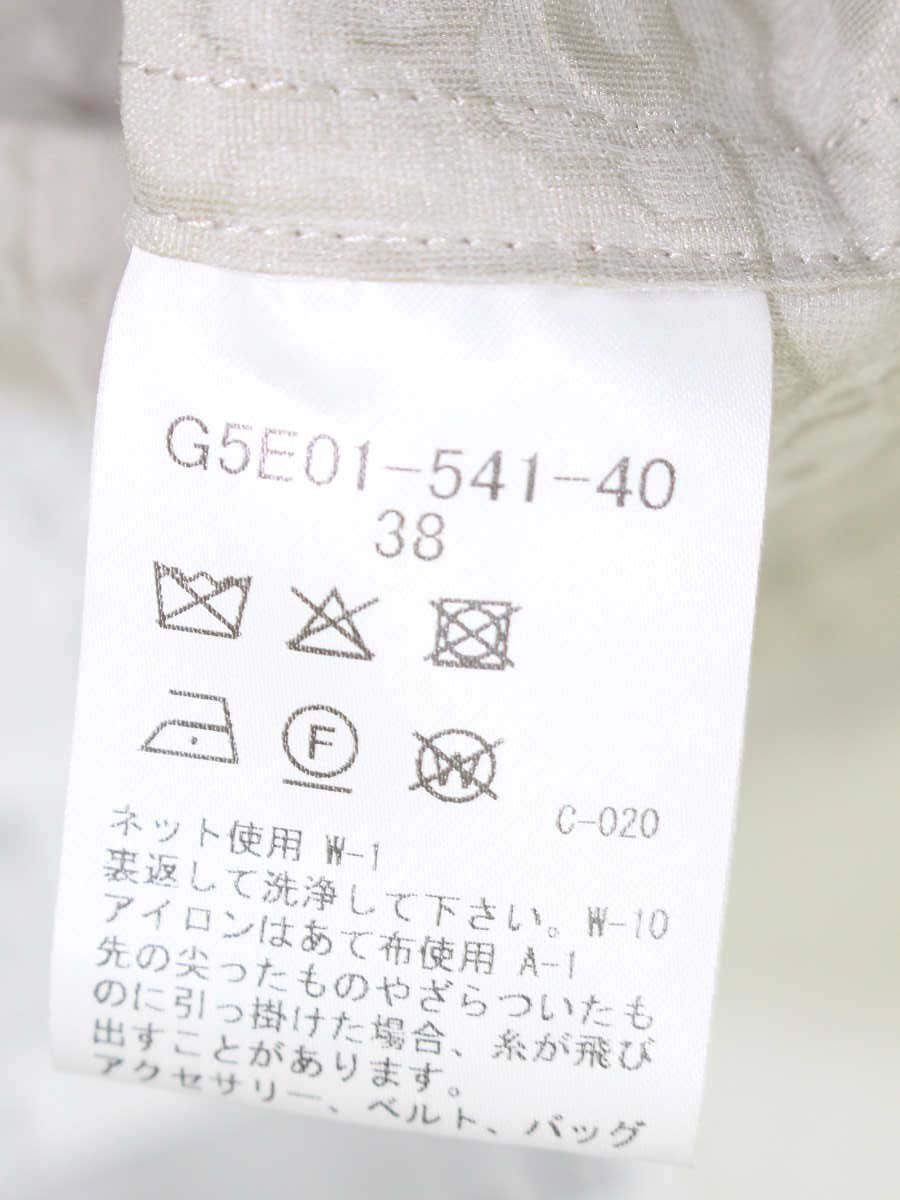 G5E01-541-40
38
F
W
C-020
ネット使用 W-1
裏返して洗浄して下さい。W-10
アイロンはあて布使用 A-1
先の尖ったものやざらついたも
のに引っ掛けた場合、糸が飛び
出すことがあります。
アクセサリー、ベルト、バッグ